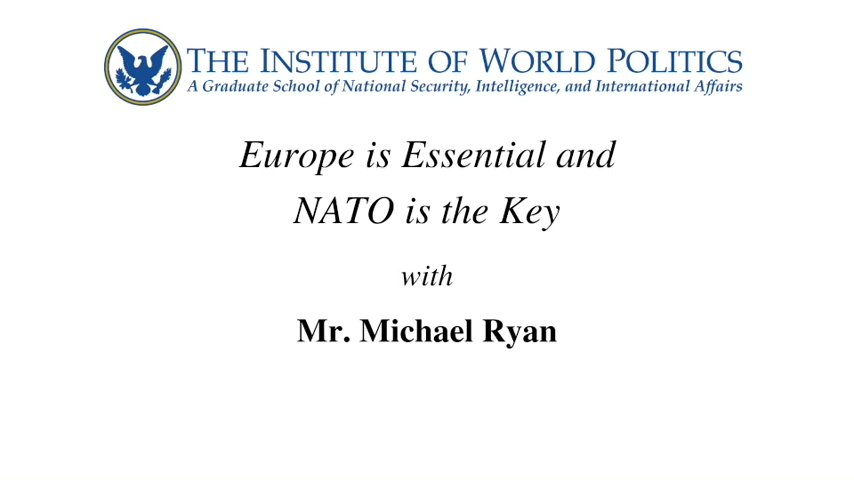 THE INSTITUTE OF WORLD POLITICS
A Graduate School of National Security, Intelligence, and International Affairs
Europe is Essential and
NATO is the Key
with
Mr. Michael Ryan